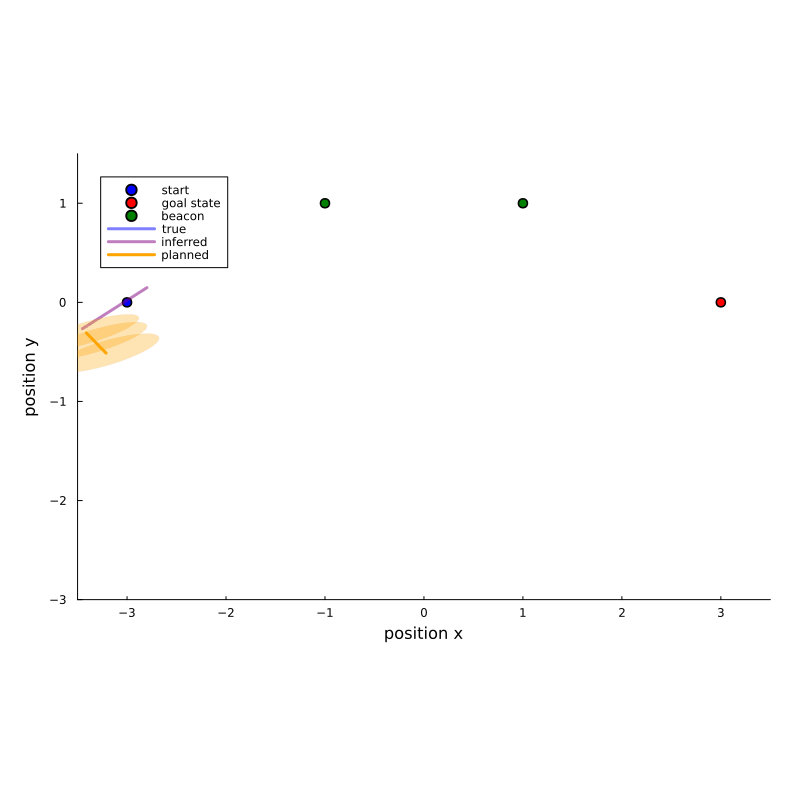 start
goal state
beacon
true
inferred
planned
1
0
−1
−2
−3
position y
−3
−2
−1
0
1
2
3
position x